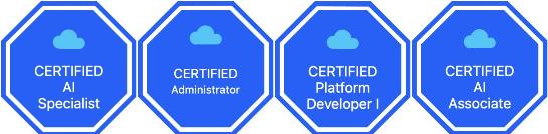 CERTIFIED
AI
Specialist
CERTIFIED
Administrator
CERTIFIED
Platform
Developer I
CERTIFIED
AI
Associate